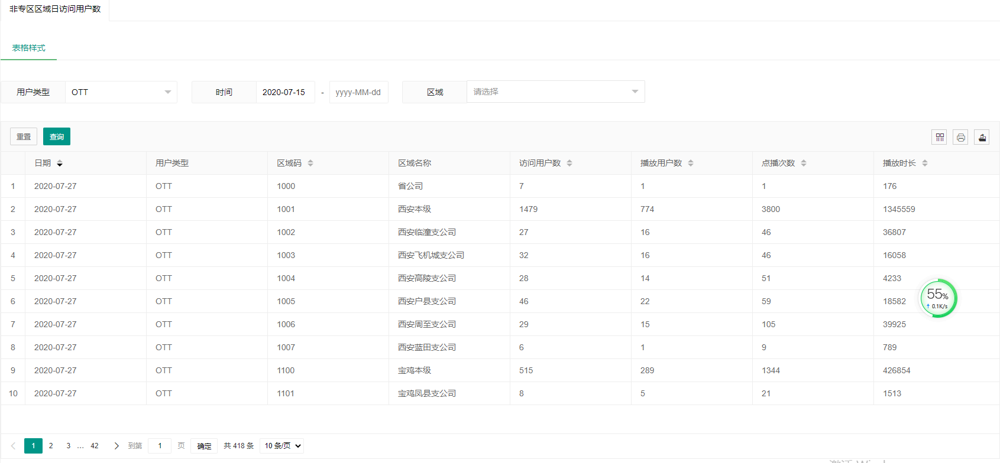 非专区区域日访问用户数
表格样式
用户类型 OTT 时间 2020-07-15 - yyyy-MM-dd 区域 请选择
重置 查询
日期 用户类型 区域码 区域名称 访问用户数 播放用户数 点播次数 播放时长
1 2020-07-27 OTT 1000 省公司 7 1 1 176
2 2020-07-27 OTT 1001 西安本级 1479 774 3800 1345559
3 2020-07-27 OTT 1002 西安临潼支公司 27 16 46 36807
4 2020-07-27 OTT 1003 西安飞机城支公司 32 16 46 16058
5 2020-07-27 OTT 1004 西安高陵支公司 28 14 51 4233
6 2020-07-27 OTT 1005 西安户县支公司 46 22 59 18582
55%
↑ 0.1K/s
7 2020-07-27 OTT 1006 西安周至支公司 29 15 105 39925
8 2020-07-27 OTT 1007 西安蓝田支公司 6 1 9 789
9 2020-07-27 OTT 1100 宝鸡本级 515 289 1344 426854
10 2020-07-27 OTT 1101 宝鸡凤县支公司 8 5 21 1513
1 2 3 … 42 到第 1 页 确定 共 418 条 10 条/页